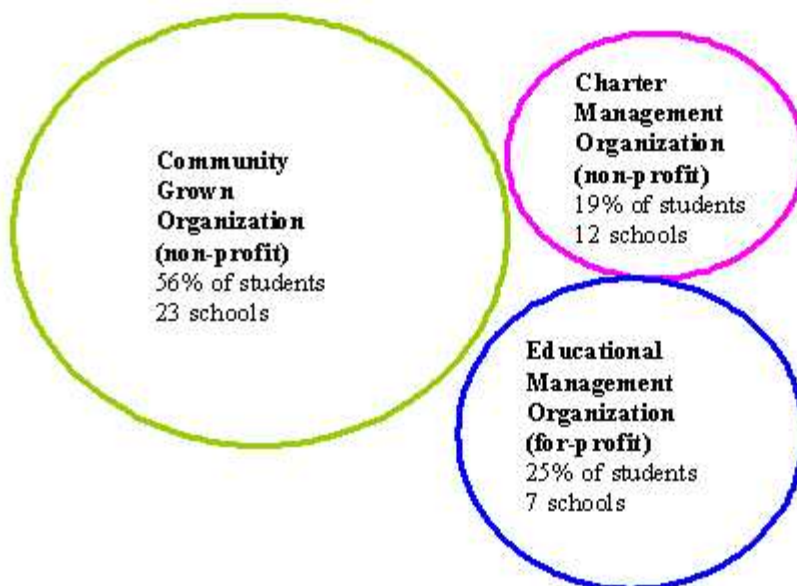 Community
Grown
Organization
(non-profit)
56% of students
23 schools
Charter
Management
Organization
(non-profit)
19% of students
12 schools
Educational
Management
Organization
(for-profit)
25% of students
7 schools